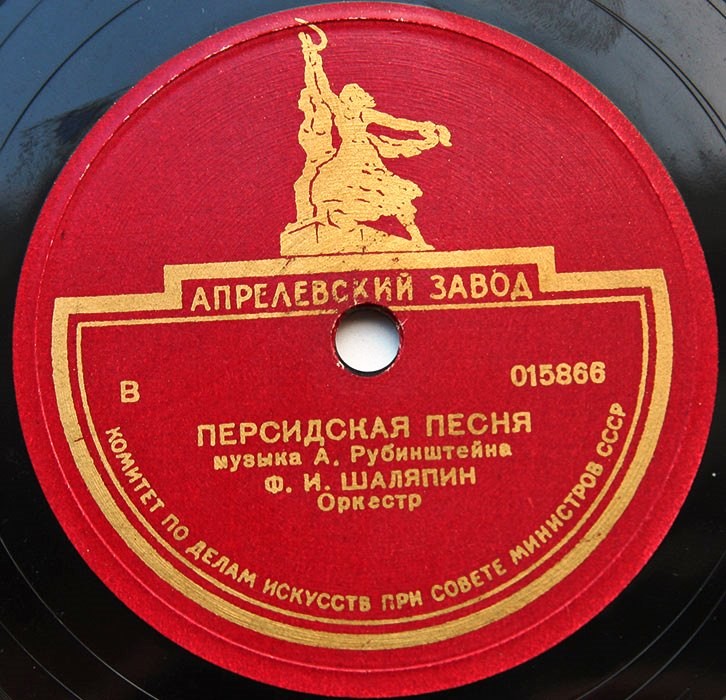 АПРЕЛЕВСКИЙ ЗАВОД
В
015866
ПЕРСИДСКАЯ ПЕСНЯ
музыка А. Рубинштейна
Ф. И. ШАЛЯПИН
Оркестр
КОМИТЕТ ПО ДЕЛАМ ИСКУССТВ ПРИ СОВЕТЕ МИНИСТРОВ СССР